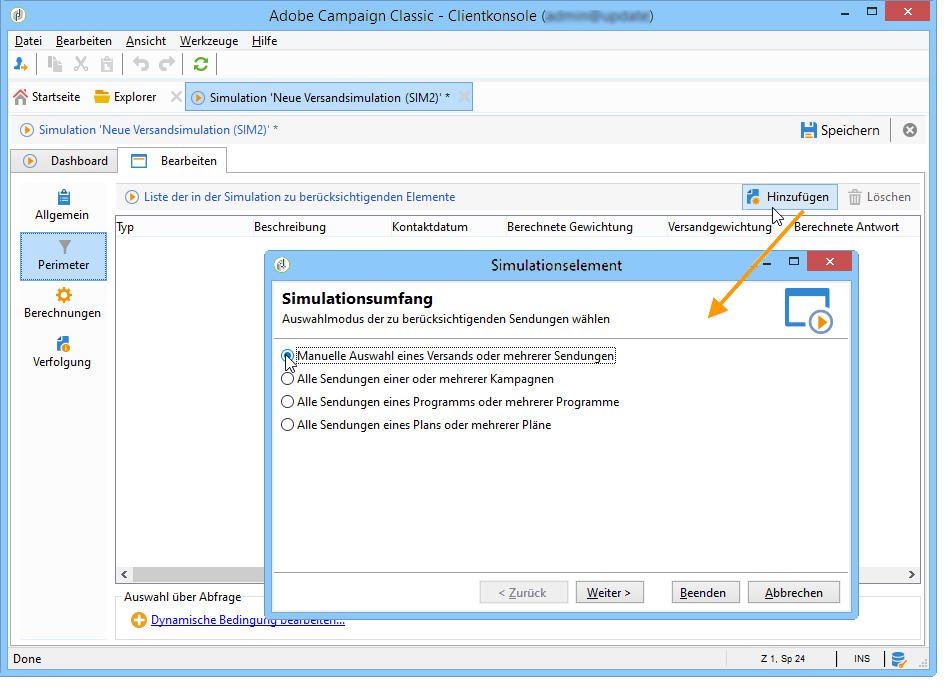 Adobe Campaign Classic - Clientkonsole ( )
Datei Bearbeiten Ansicht Werkzeuge Hilfe
Startseite Explorer Simulation 'Neue Versandsimulation (SIM2)' *
Simulation 'Neue Versandsimulation (SIM2)' * Speichern
Dashboard Bearbeiten
Allgemein
Perimeter
Berechnungen
Verfolgung
Liste der in der Simulation zu berücksichtigenden Elemente Hinzufügen Löschen
Typ Beschreibung Kontaktdatum Berechnete Gewichtung Versandgewichtung Berechnete Antwort
Simulationselement
Simulationsumfang
Auswahlmodus der zu berücksichtigenden Sendungen wählen
Manuelle Auswahl eines Versands oder mehrerer Sendungen
Alle Sendungen einer oder mehrerer Kampagnen
Alle Sendungen eines Programms oder mehrerer Programme
Alle Sendungen eines Plans oder mehrerer Pläne
< Zurück Weiter > Beenden Abbrechen
Auswahl über Abfrage
Dynamische Bedingung bearbeiten...
Done Z 1, Sp 24 INS